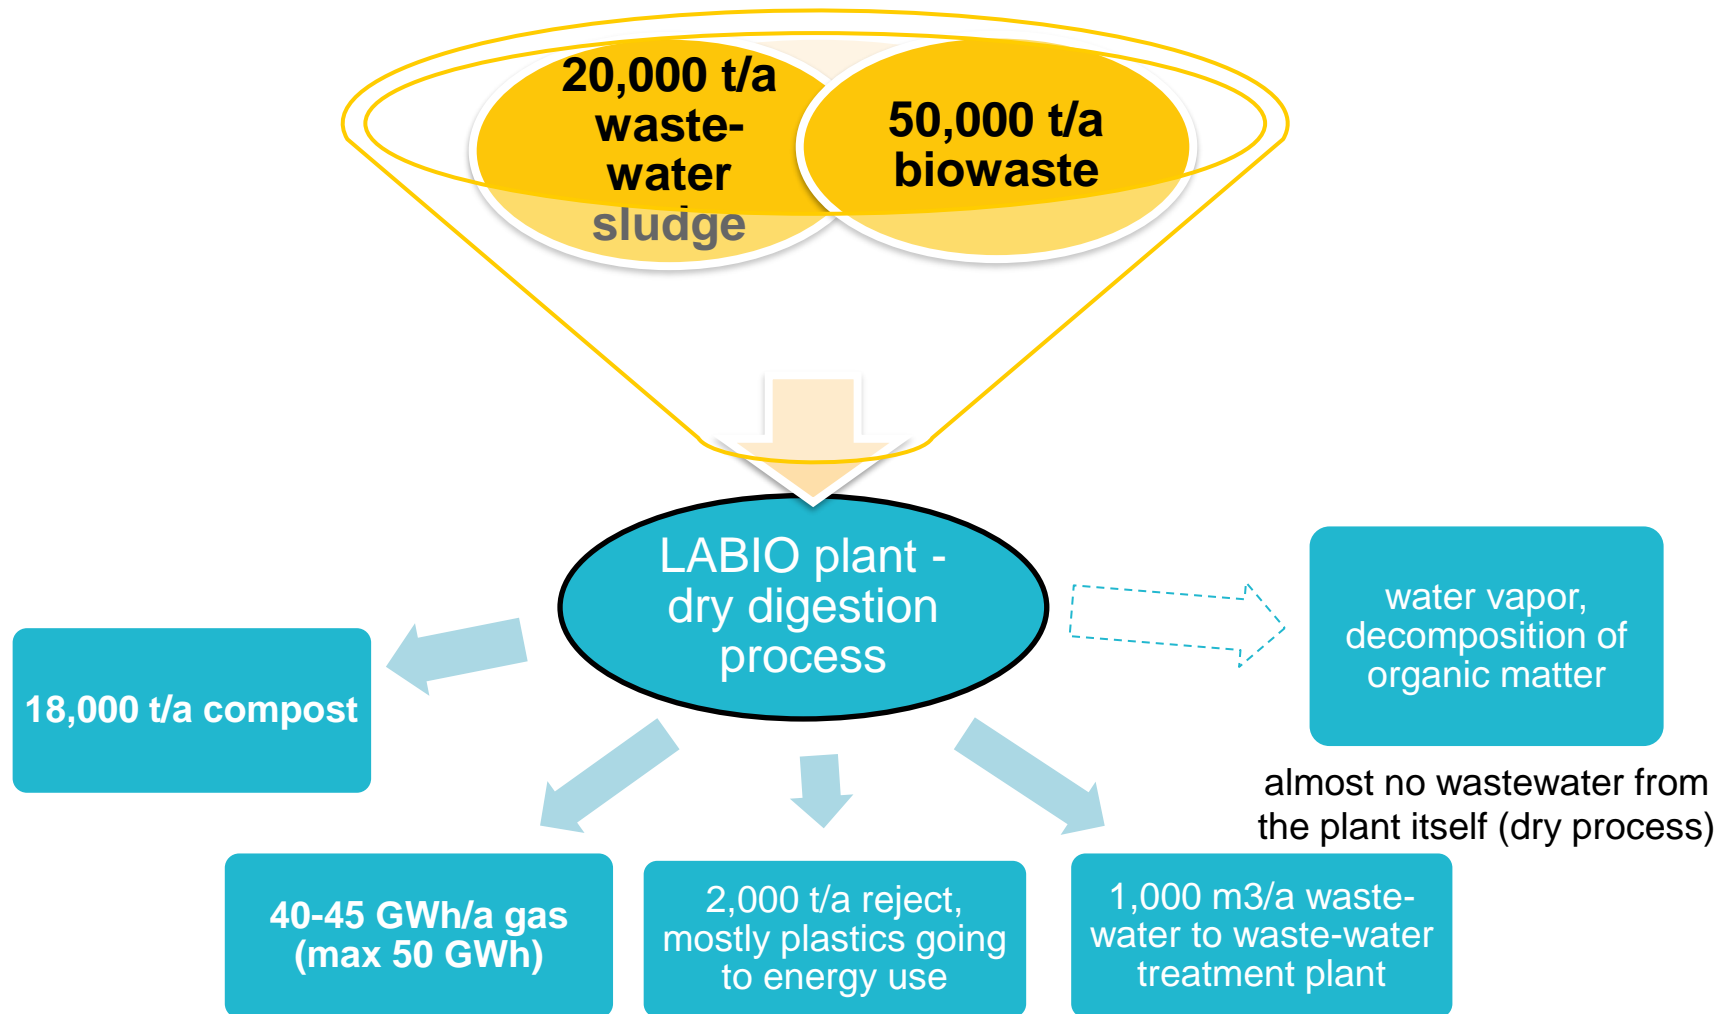 20,000 t/a
waste-
water
sludge
50,000 t/a
biowaste
LABIO plant -
dry digestion
process
water vapor,
decomposition of
organic matter
18,000 t/a compost
almost no wastewater from
the plant itself (dry process)
40-45 GWh/a gas
(max 50 GWh)
2,000 t/a reject,
mostly plastics going
to energy use
1,000 m3/a waste-
water to waste-water
treatment plant